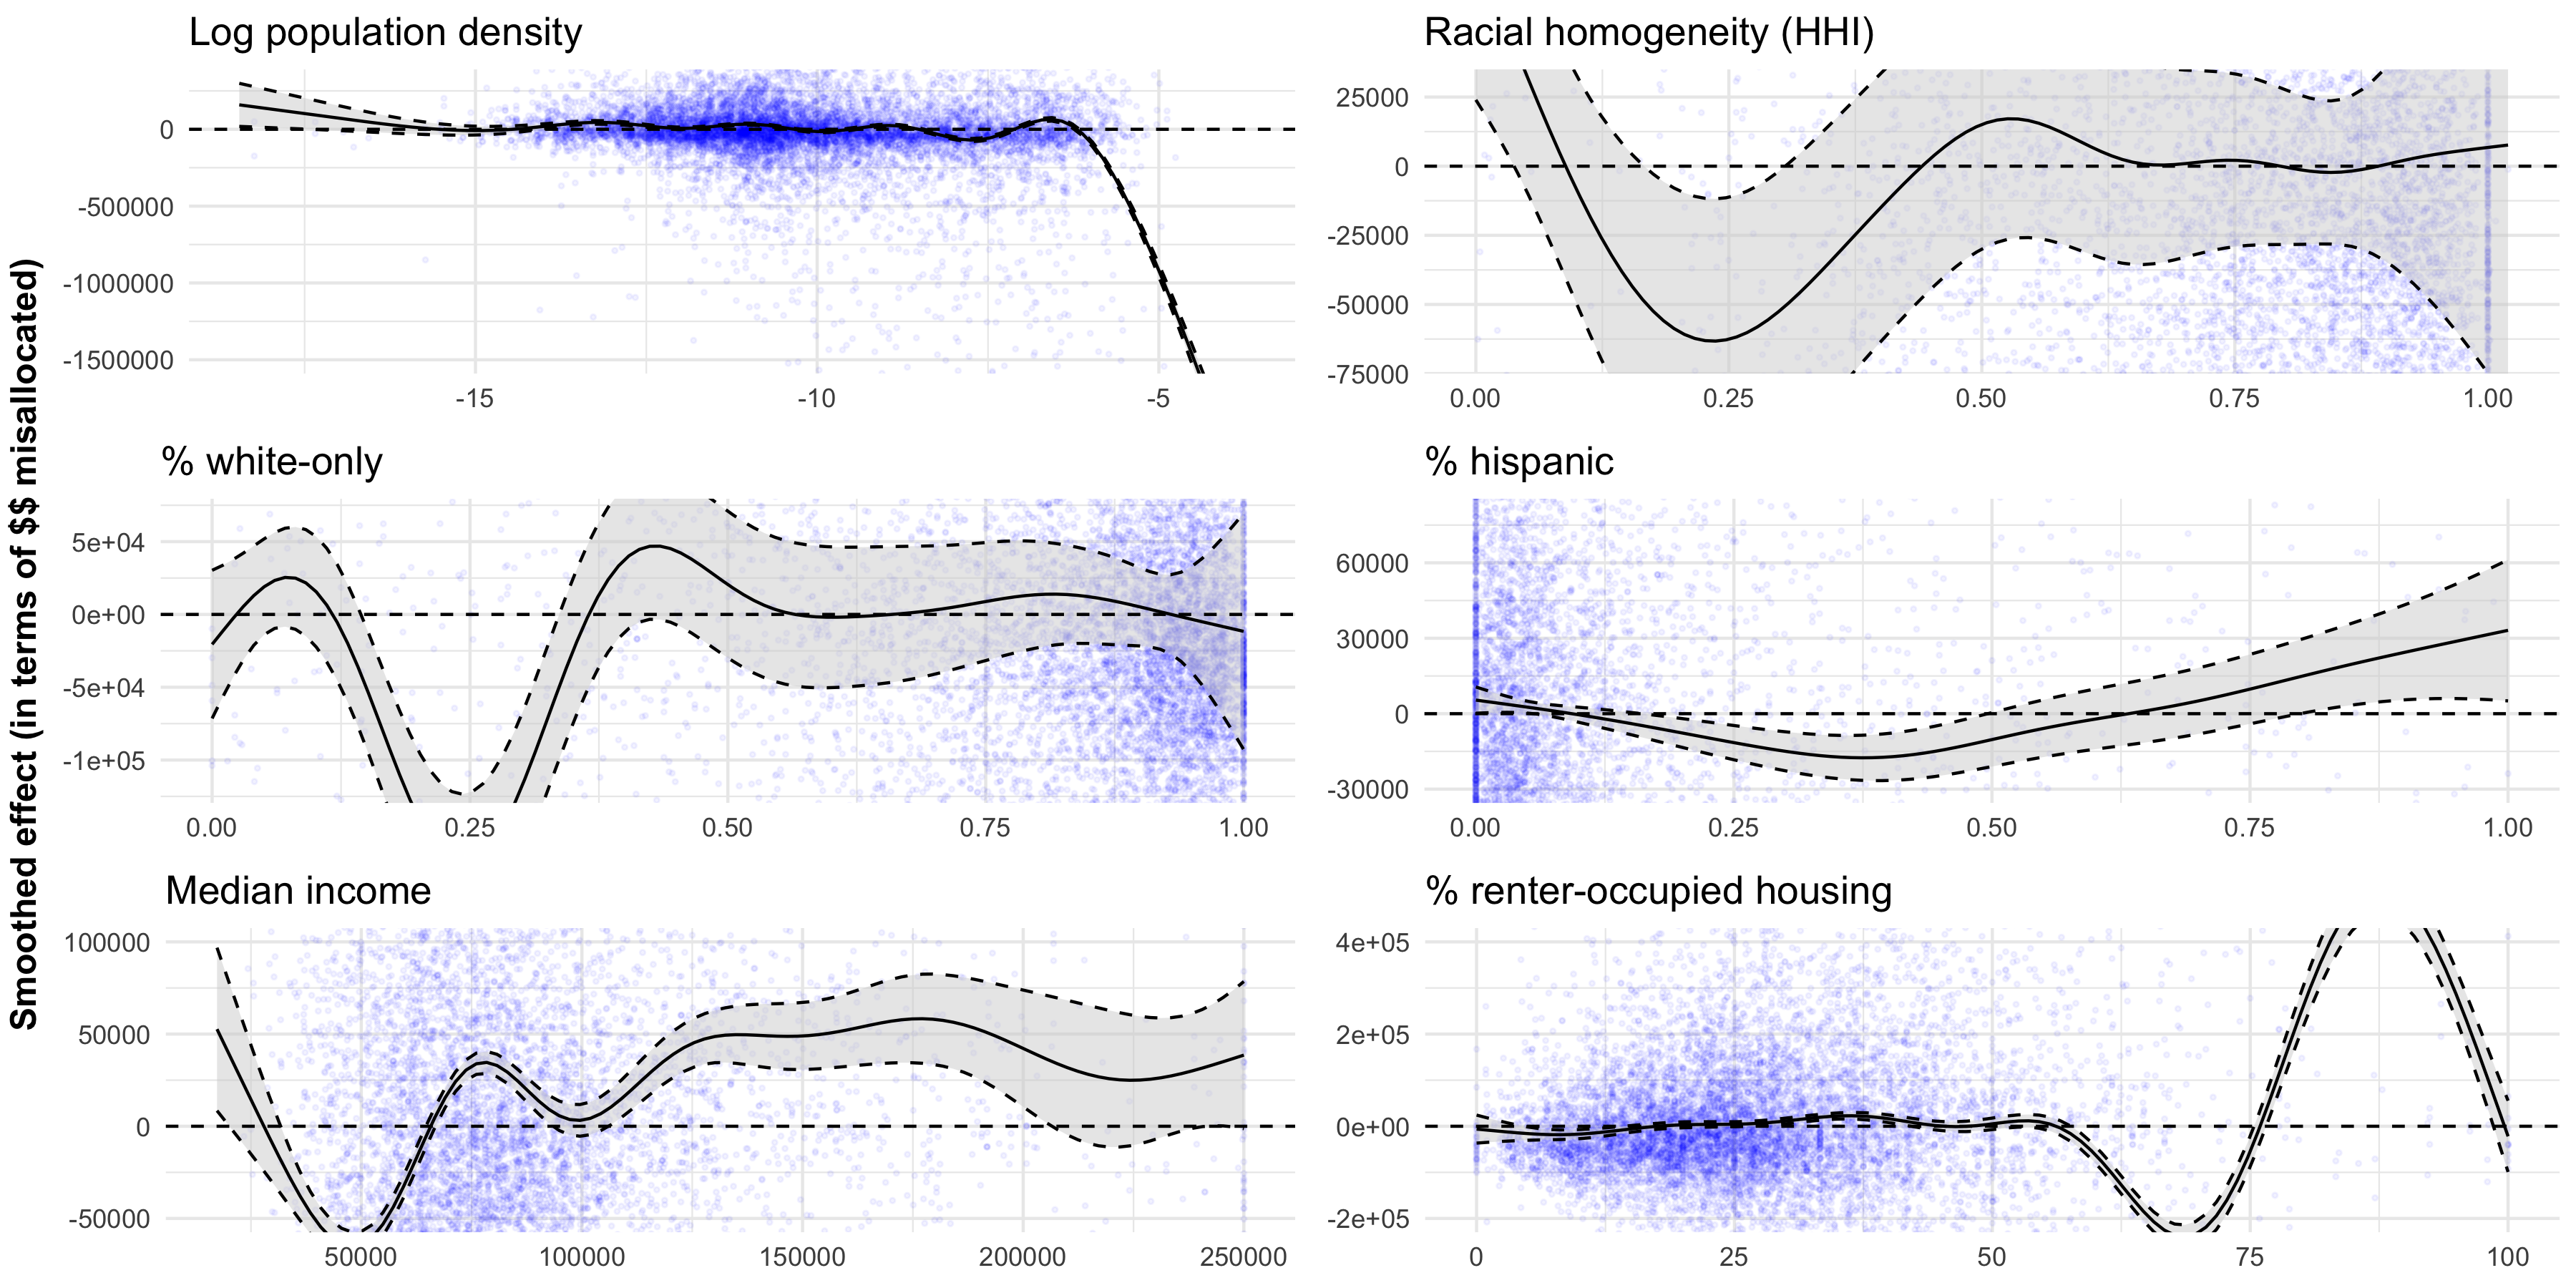 Smoothed effect (in terms of $$ misallocated)
Log population density
0
-500000
-1000000
-1500000
-15 -10 -5
Racial homogeneity (HHI)
25000
0
-25000
-50000
-75000
0.00 0.25 0.50 0.75 1.00
% white-only
5e+04
0e+00
-5e+04
-1e+05
0.00 0.25 0.50 0.75 1.00
% hispanic
60000
30000
0
-30000
0.00 0.25 0.50 0.75 1.00
Median income
100000
50000
0
-50000
50000 100000 150000 200000 250000
% renter-occupied housing
4e+05
2e+05
0e+00
-2e+05
0 25 50 75 100